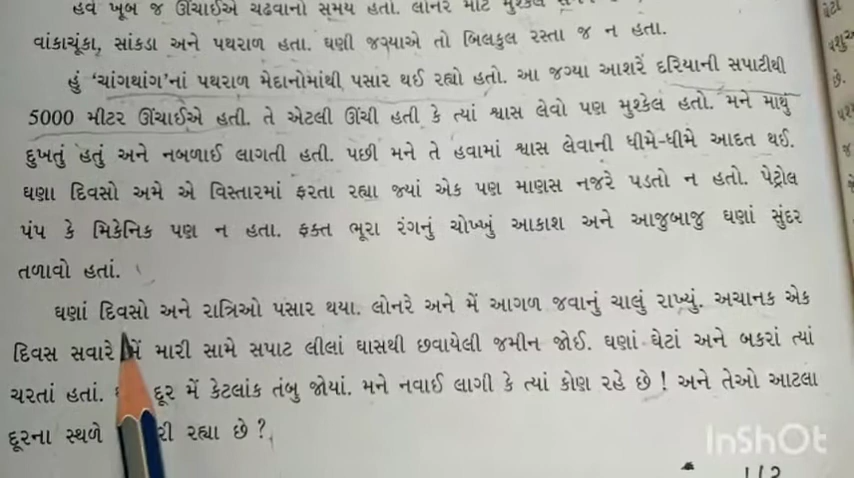 હવે ખૂબ જ ઊંચાઈએ ચઢવાનો સમય હતો. લોનર માટે મુશ્કેલ
વાંકાચૂંકા, સાંકડા અને પથરાળ હતા. ઘણી જગ્યાએ તો બિલકુલ રસ્તા જ ન હતા.
હું ‘ચાંગથાંગ’નાં પથરાળ મેદાનોમાંથી પસાર થઈ રહ્યો હતો. આ જગ્યા આશરે દરિયાની સપાટીથી
5000 મીટર ઊંચાઈએ હતી. તે એટલી ઊંચી હતી કે ત્યાં શ્વાસ લેવો પણ મુશ્કેલ હતો. મને માથું
દુખતું હતું અને નબળાઈ લાગતી હતી. પછી મને તે હવામાં શ્વાસ લેવાની ધીમે-ધીમે આદત થઈ.
ઘણા દિવસો અમે એ વિસ્તારમાં ફરતા રહ્યા જ્યાં એક પણ માણસ નજરે પડતો ન હતો. પેટ્રોલ
પંપ કે મિકેનિક પણ ન હતા. ફક્ત ભૂરા રંગનું ચોખ્ખું આકાશ અને આજુબાજુ ઘણાં સુંદર
તળાવો હતાં.
ઘણાં દિવસો અને રાત્રિઓ પસાર થયા. લોનરે અને મેં આગળ જવાનું ચાલું રાખ્યું. અચાનક એક
દિવસ સવારે મેં મારી સામે સપાટ લીલાં ઘાસથી છવાયેલી જમીન જોઈ. ઘણાં ઘેટાં અને બકરાં ત્યાં
ચરતાં હતાં. દૂર મેં કેટલાંક તંબુ જોયાં. મને નવાઈ લાગી કે ત્યાં કોણ રહે છે ! અને તેઓ આટલા
દૂરના સ્થળે રહ્યા છે ?
InShOt